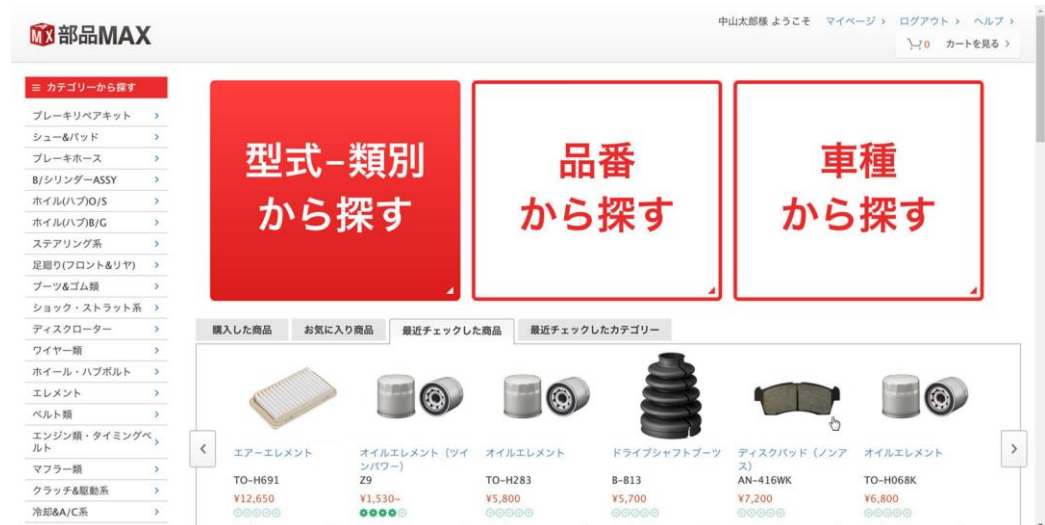 MX 部品MAX
中山太郎様 ようこそ マイページ › ログアウト › ヘルプ ›
0 カートを見る ›
≡ カテゴリーから探す
ブレーキリペアキット ›
シュー&パッド ›
ブレーキホース ›
B/シリンダーASSY ›
ホイル(ハブ)O/S ›
ホイル(ハブ)B/G ›
ステアリング系 ›
足廻り(フロント&リヤ) ›
ブーツ&ゴム類 ›
ショック・ストラット系 ›
ディスクローター ›
ワイヤー類 ›
ホイール・ハブボルト ›
エレメント ›
ベルト類 ›
エンジン類・タイミングベ
ルト ›
マフラー類 ›
クラッチ&駆動系 ›
冷却&A/C系 ›
型式−類別
から探す
品番
から探す
車種
から探す
購入した商品 お気に入り商品 最近チェックした商品 最近チェックしたカテゴリー
エアーエレメント
TO-H691
¥12,650
オイルエレメント（ツイ
ンパワー）
Z9
¥1,530~
オイルエレメント
TO-H283
¥5,800
ドライブシャフトブーツ
B-B13
¥5,700
ディスクパッド（ノンア
ス）
AN-416WK
¥7,200
オイルエレメント
TO-H068K
¥6,800